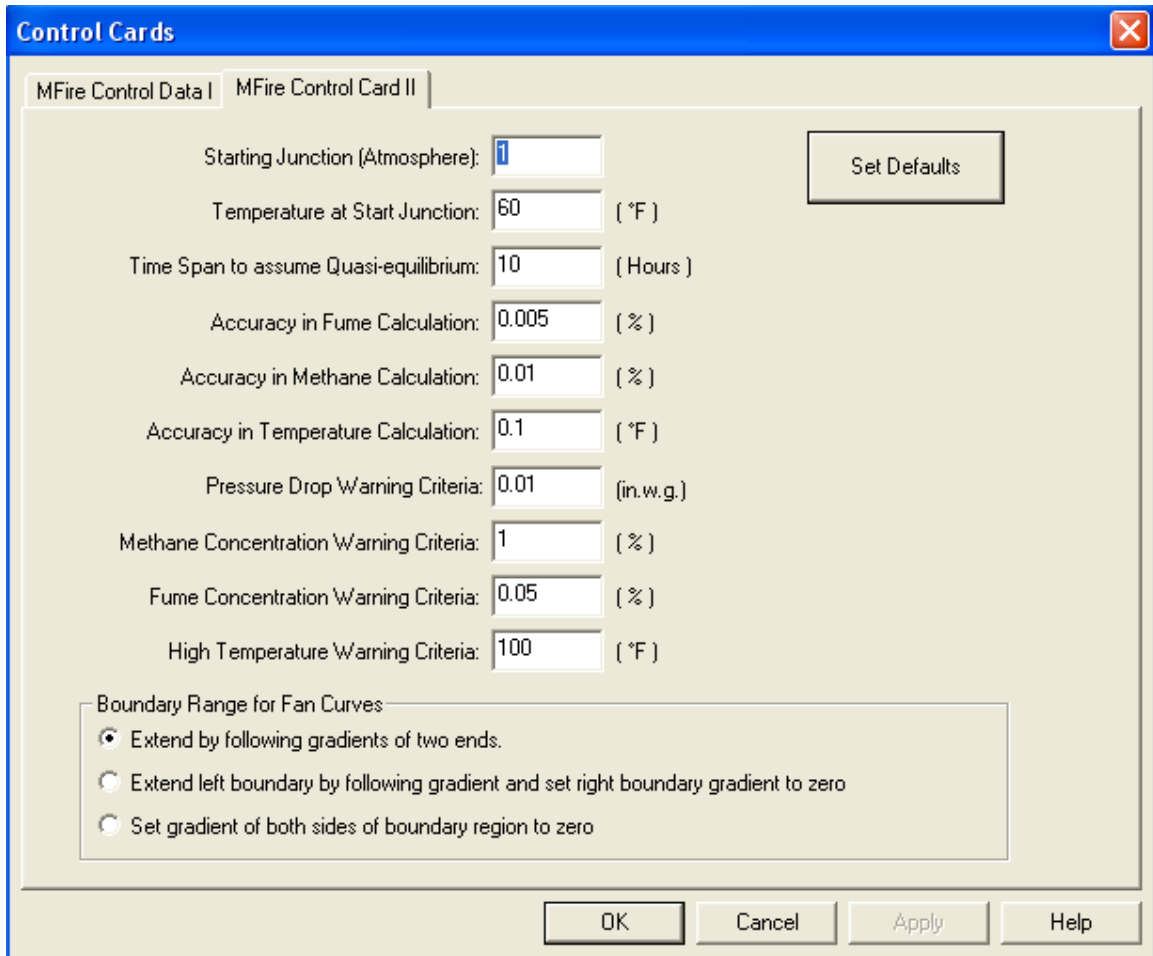 Control Cards
MFire Control Data I
MFire Control Card II
Starting Junction (Atmosphere): 1
Set Defaults
Temperature at Start Junction: 60 ( °F )
Time Span to assume Quasi-equilibrium: 10 ( Hours )
Accuracy in Fume Calculation: 0.005 ( % )
Accuracy in Methane Calculation: 0.01 ( % )
Accuracy in Temperature Calculation: 0.1 ( °F )
Pressure Drop Warning Criteria: 0.01 (in.w.g.)
Methane Concentration Warning Criteria: 1 ( % )
Fume Concentration Warning Criteria: 0.05 ( % )
High Temperature Warning Criteria: 100 ( °F )
Boundary Range for Fan Curves
Extend by following gradients of two ends.
Extend left boundary by following gradient and set right boundary gradient to zero
Set gradient of both sides of boundary region to zero
OK Cancel Apply Help